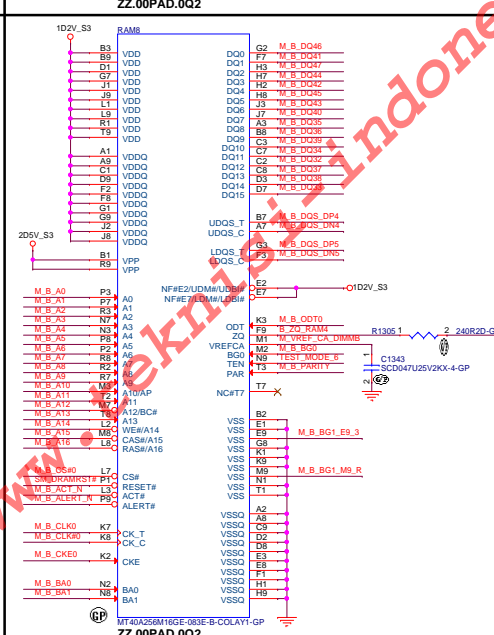 ZZ.00PAD.0Q2
1D2V_S3
RAM8
B3 VDD
B9 VDD
D1 VDD
G7 VDD
J1 VDD
J9 VDD
L1 VDD
L9 VDD
R1 VDD
T9 VDD
A1 VDDQ
A9 VDDQ
C1 VDDQ
D9 VDDQ
F2 VDDQ
F8 VDDQ
G1 VDDQ
G9 VDDQ
J2 VDDQ
J8 VDDQ
2D5V_S3
B1 VPP
R9 VPP
M_B_A0 P3 A0
M_B_A1 P7 A1
M_B_A2 R3 A2
M_B_A3 N7 A3
M_B_A4 N3 A4
M_B_A5 P8 A5
M_B_A6 P2 A6
M_B_A7 R8 A7
M_B_A8 R2 A8
M_B_A9 R7 A9
M_B_A10 M3 A10/AP
M_B_A11 T2 A11
M_B_A12 M7 A12/BC#
M_B_A13 T8 A13
M_B_A14 L2 WE#/A14
M_B_A15 M8 CAS#/A15
M_B_A16 L8 RAS#/A16
M_B_CS#0 L7 CS#
SM_DRAMRST# P1 RESET#
M_B_ACT_N L3 ACT#
M_B_ALERT_N P9 ALERT#
M_B_CLK0 K7 CK_T
M_B_CLK#0 K8 CK_C
M_B_CKE0 K2 CKE
M_B_BA0 N2 BA0
M_B_BA1 N8 BA1
DQ0 G2 M_B_DQ46
DQ1 F7 M_B_DQ41
DQ2 H3 M_B_DQ47
DQ3 H7 M_B_DQ44
DQ4 H2 M_B_DQ42
DQ5 H8 M_B_DQ45
DQ6 J3 M_B_DQ43
DQ7 J7 M_B_DQ40
DQ8 A3 M_B_DQ35
DQ9 B8 M_B_DQ36
DQ10 C3 M_B_DQ39
DQ11 C7 M_B_DQ34
DQ12 C2 M_B_DQ32
DQ13 C8 M_B_DQ37
DQ14 D3 M_B_DQ38
DQ15 D7 M_B_DQ33
UDQS_T B7 M_B_DQS_DP4
UDQS_C A7 M_B_DQS_DN4
LDQS_T G3 M_B_DQS_DP5
LDQS_C F3 M_B_DQS_DN5
NF#E2/UDM#/UDBI# E2 1D2V_S3
NF#E7/LDM#/LDBI# E7
ODT K3 M_B_ODT0
ZQ F9 B_ZQ_RAM4 R1305 1 2 240R2D-G
VREFCA M1 M_VREF_CA_DIMMB
BG0 M2 M_B_BG0
TEN N9 TEST_MODE_6
PAR T3 M_B_PARITY
1 C1343
SCD047U25V2KX-4-GP
2
NC#T7 T7
VSS B2
VSS E1
VSS E9 M_B_BG1_E9_3
VSS G8
VSS K1
VSS K9
VSS M9 M_B_BG1_M9_R
VSS N1
VSS T1
VSSQ A2
VSSQ A8
VSSQ C9
VSSQ D2
VSSQ D8
VSSQ E3
VSSQ E8
VSSQ F1
VSSQ H1
VSSQ H9
GP
MT40A256M16GE-083E-B-COLAY1-GP
ZZ.00PAD.0Q2
www.teknisi-indone